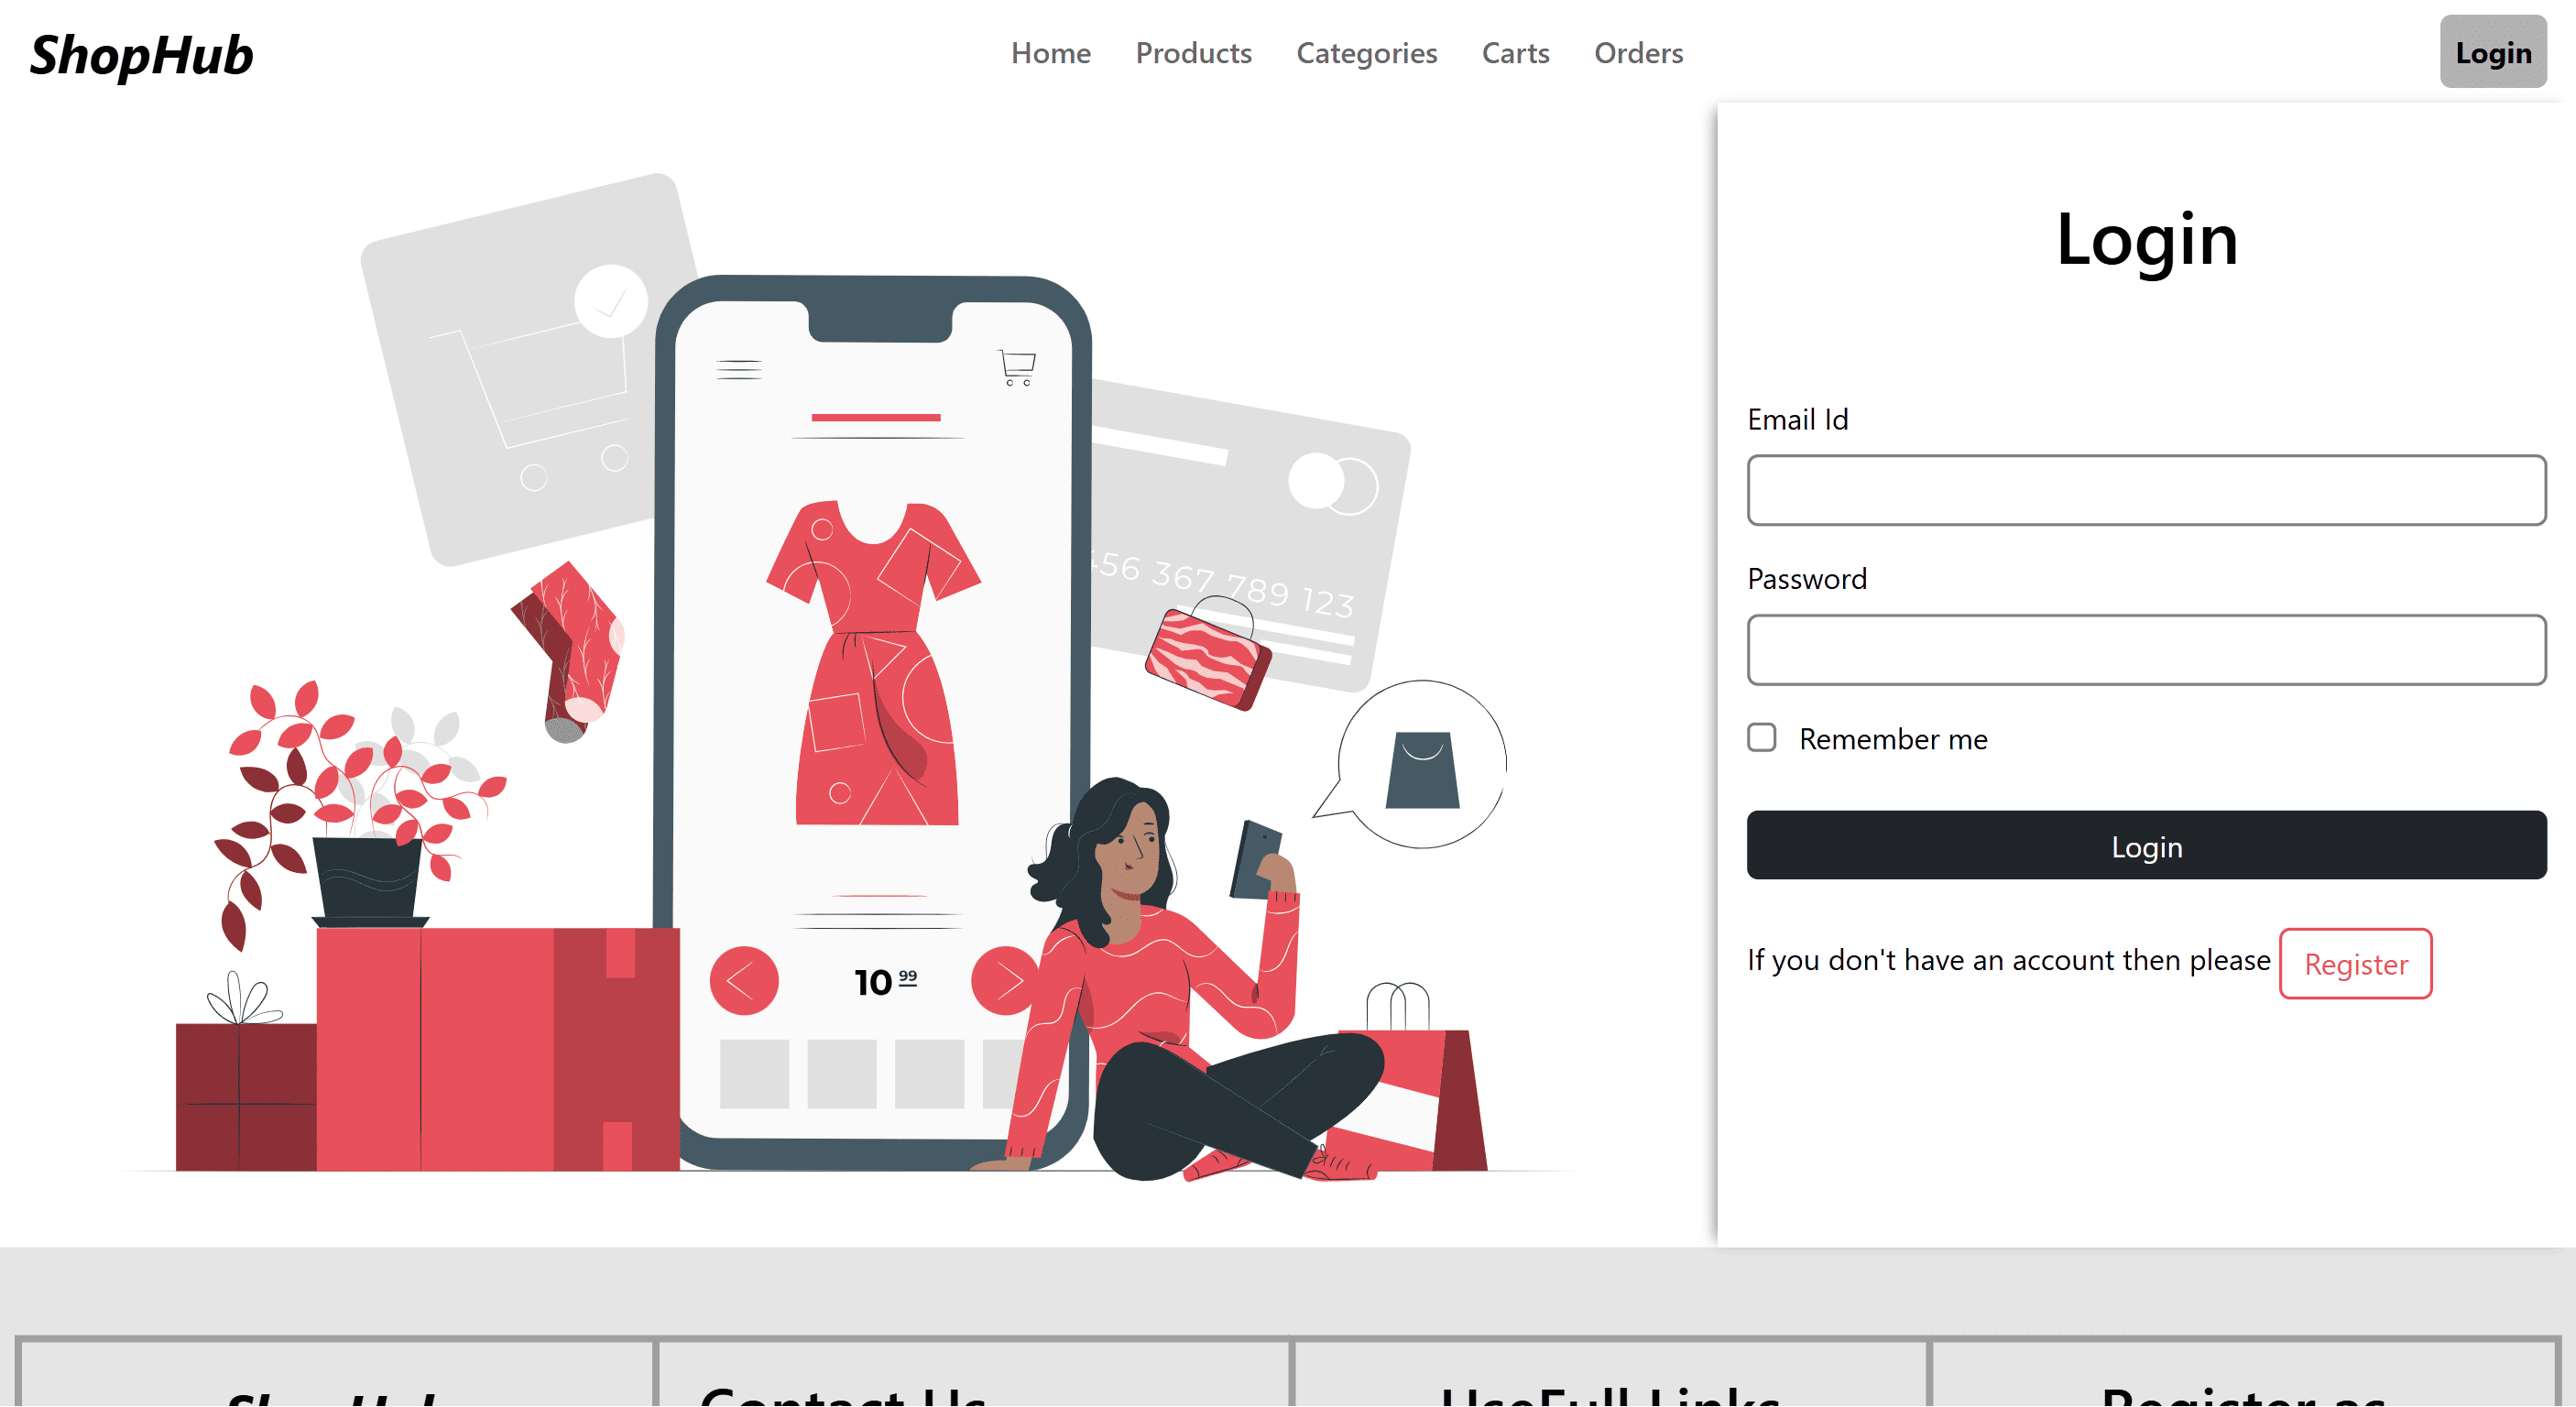 ShopHub
Home Products Categories Carts Orders
Login
456 367 789 123
10 99
Login
Email Id
Password
Remember me
Login
If you don't have an account then please Register
ShopHub
Contact Us
UseFull Links
Register as